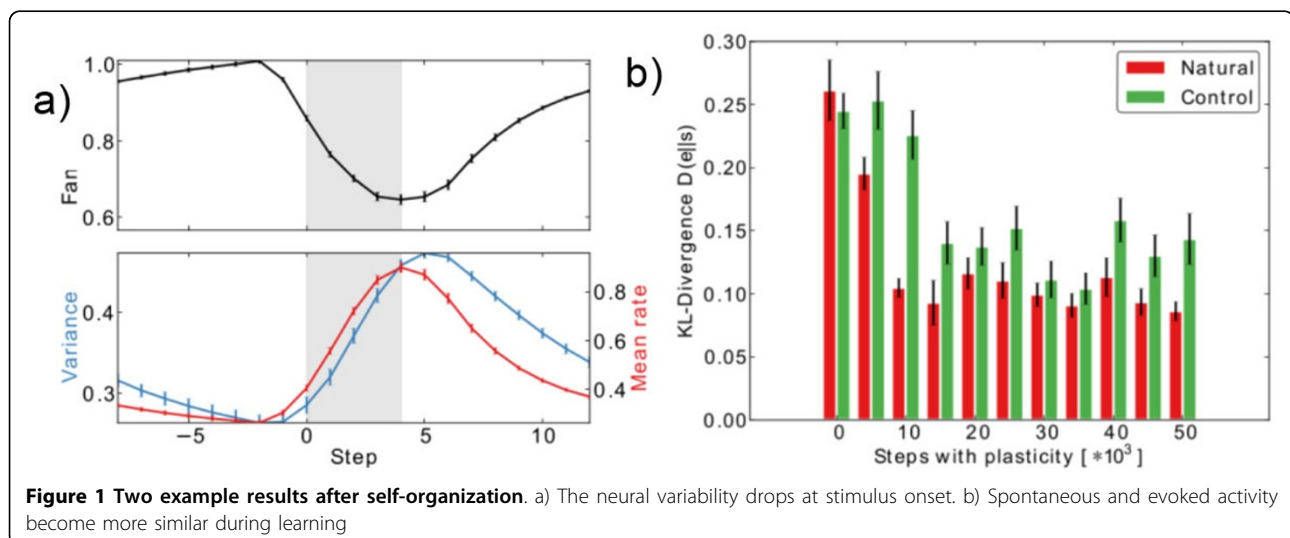 a)
1.0
0.8
0.6
Fan
0.4
0.3
Variance
0.8
0.6
0.4
Mean rate
−5 0 5 10
Step
b)
0.30
0.25
0.20
0.15
0.10
0.05
0.00
KL-Divergence D(e||s)
Natural
Control
0 10 20 30 40 50
Steps with plasticity [ *10³ ]
Figure 1 Two example results after self-organization. a) The neural variability drops at stimulus onset. b) Spontaneous and evoked activity
become more similar during learning